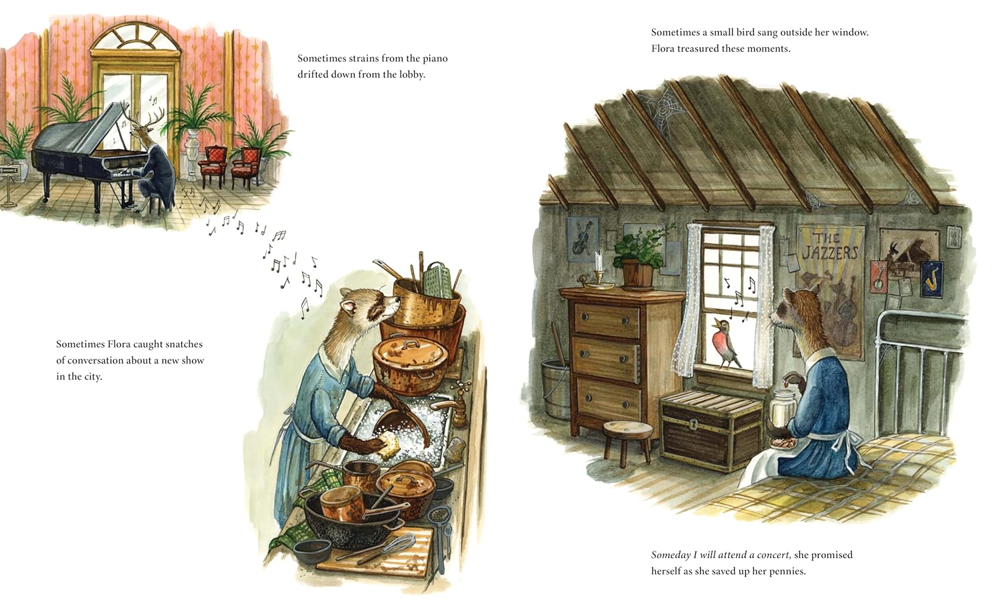 Sometimes strains from the piano
drifted down from the lobby.
Sometimes Flora caught snatches
of conversation about a new show
in the city.
Sometimes a small bird sang outside her window.
Flora treasured these moments.
THE
JAZZERS
Someday I will attend a concert, she promised
herself as she saved up her pennies.